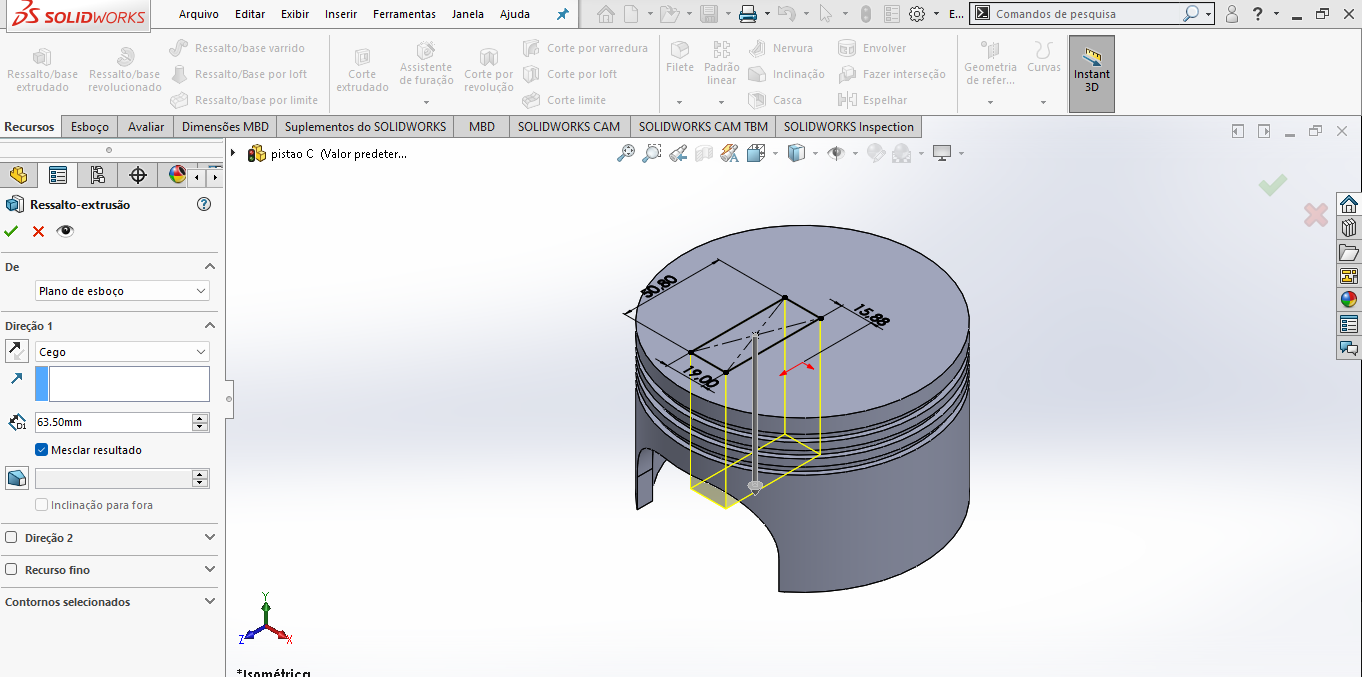 SOLIDWORKS
Arquivo Editar Exibir Inserir Ferramentas Janela Ajuda
E...
Comandos de pesquisa
?
Ressalto/base extrudado
Ressalto/base revolucionado
Ressalto/base varrido
Ressalto/Base por loft
Ressalto/base por limite
Corte extrudado
Assistente de furação
Corte por revolução
Corte por varredura
Corte por loft
Corte limite
Filete
Padrão linear
Nervura
Inclinação
Casca
Envolver
Fazer interseção
Espelhar
Geometria de refer...
Curvas
Instant 3D
Recursos Esboço Avaliar Dimensões MBD Suplementos do SOLIDWORKS MBD SOLIDWORKS CAM SOLIDWORKS CAM TBM SOLIDWORKS Inspection
pistao C (Valor predeter...
Ressalto-extrusão
?
De
Plano de esboço
Direção 1
Cego
D1
63.50mm
Mesclar resultado
Inclinação para fora
Direção 2
Recurso fino
Contornos selecionados
50,80
15,88
19,00
Y
Z
X
*Isométrica